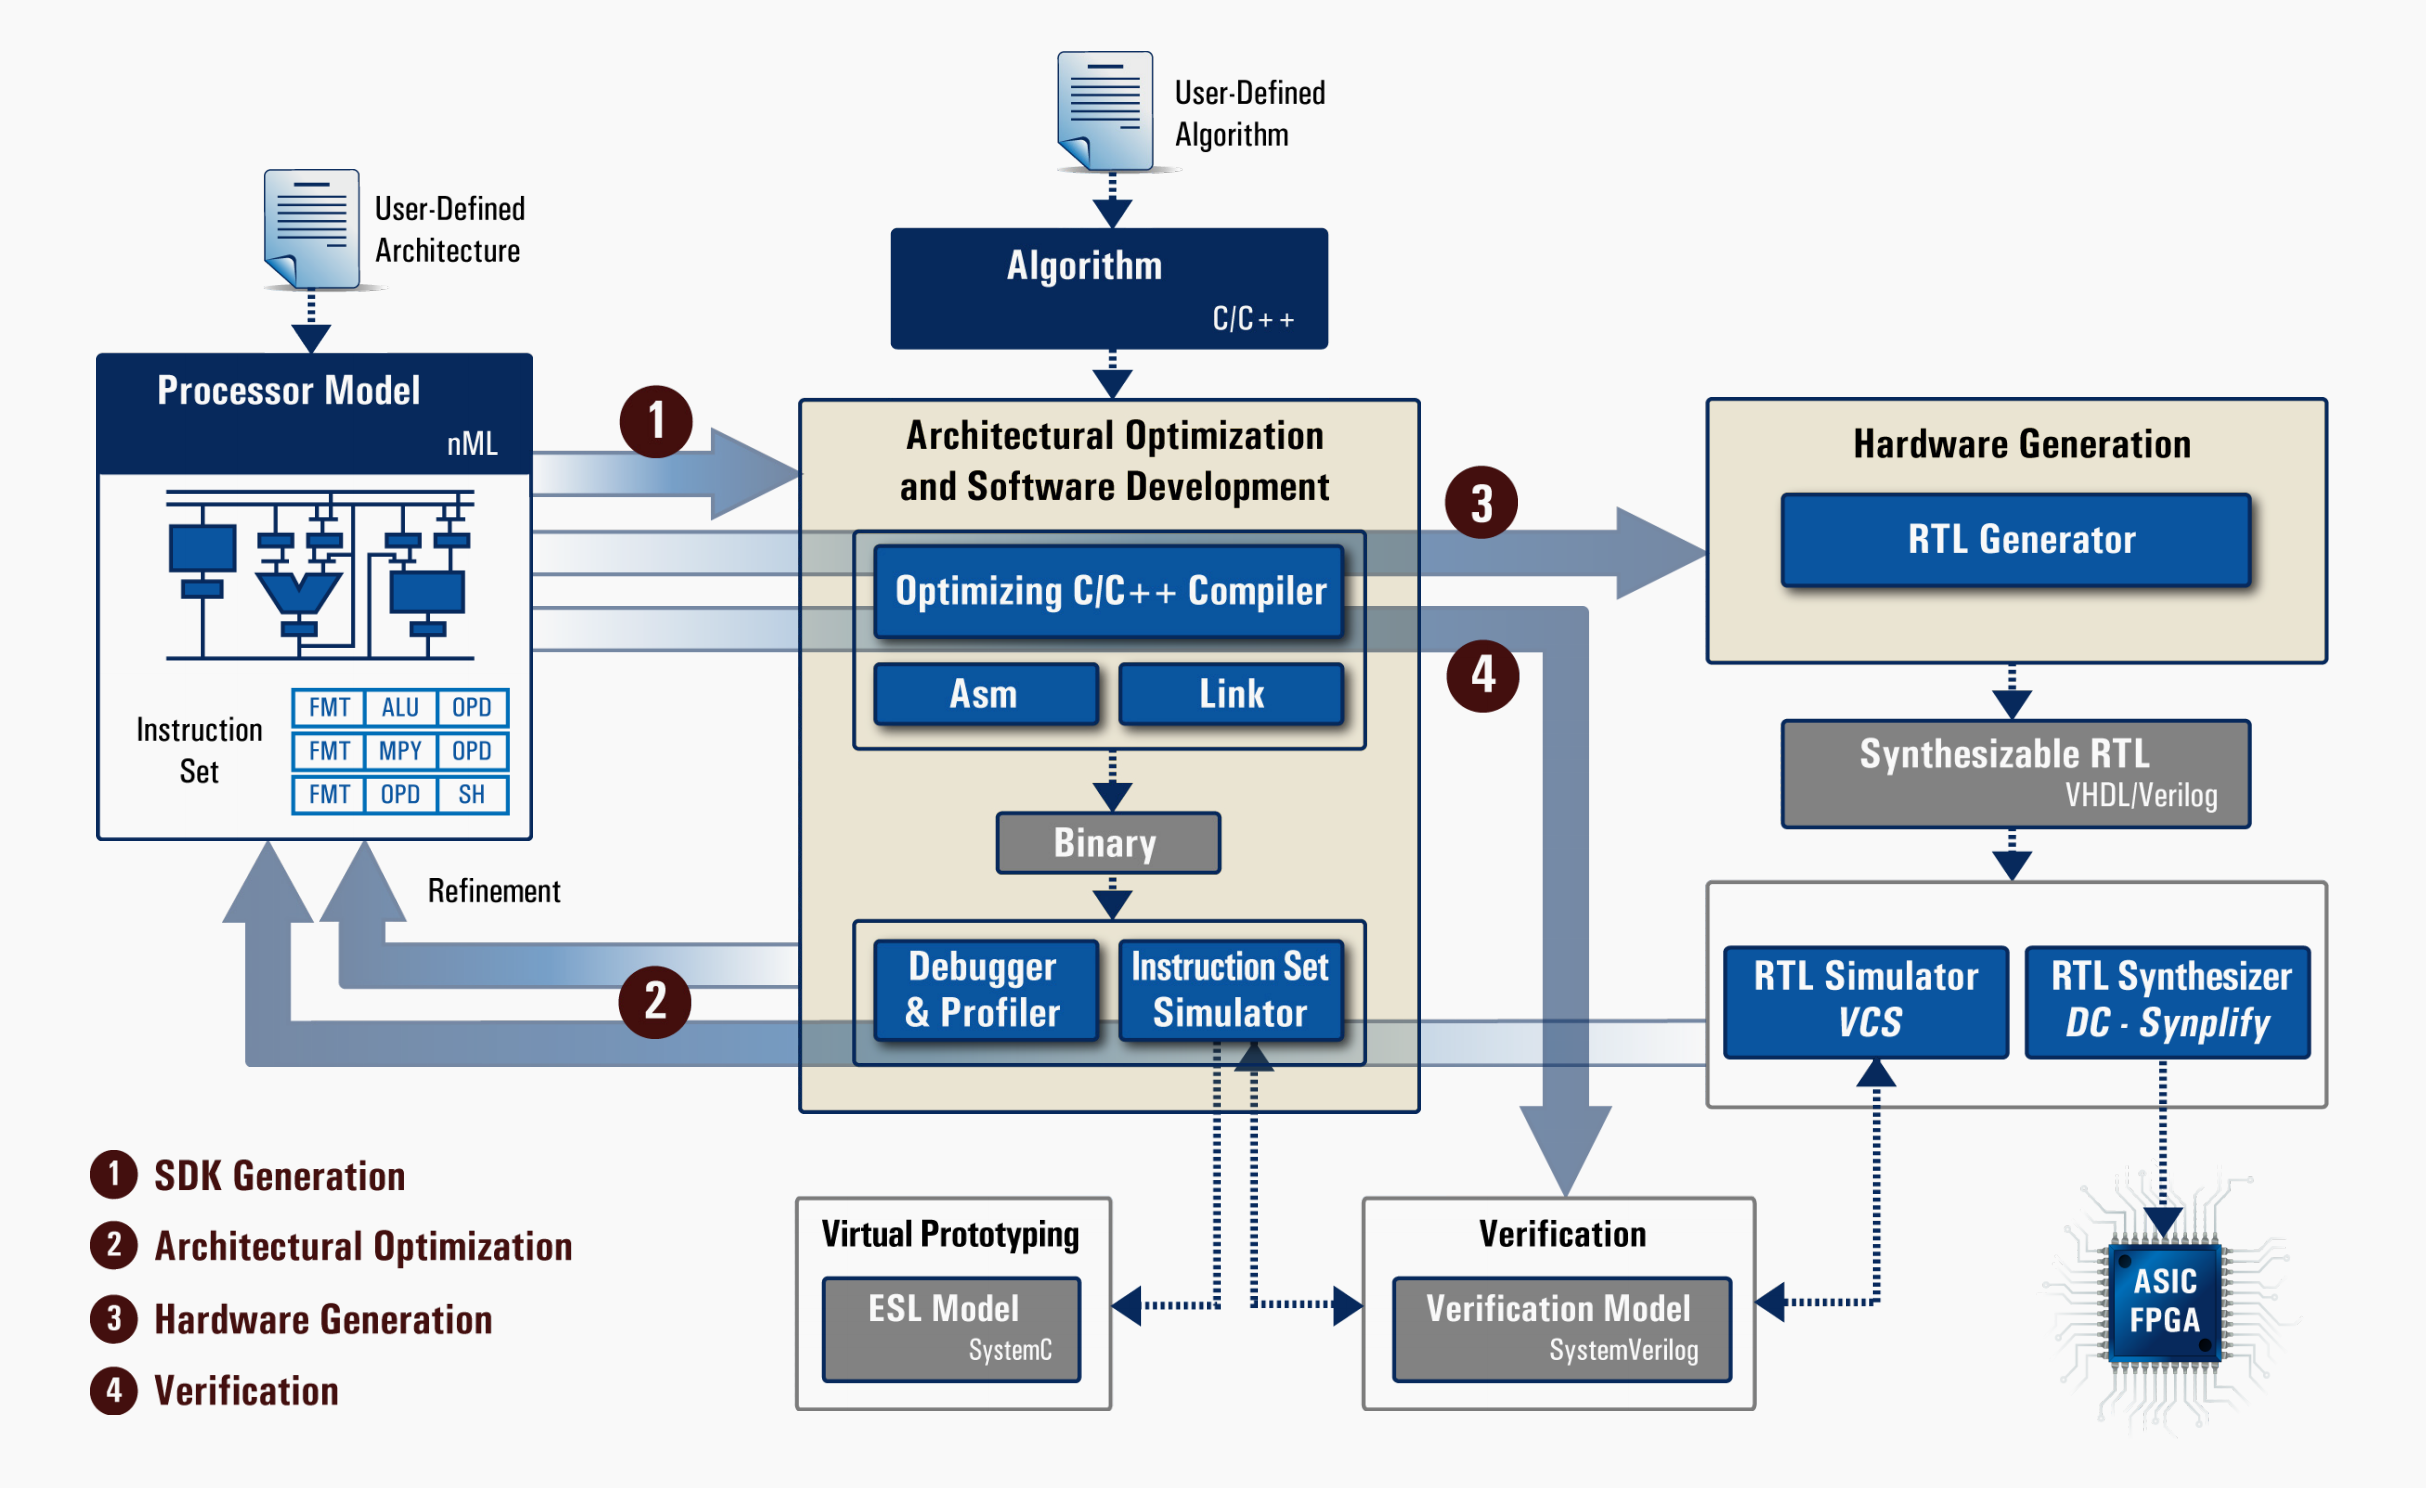 User-Defined
Algorithm
User-Defined
Architecture
Algorithm
C/C++
Processor Model
nML
Instruction
Set
FMT ALU OPD
FMT MPY OPD
FMT OPD SH
1
Architectural Optimization
and Software Development
Optimizing C/C++ Compiler
Asm Link
Binary
Debugger
& Profiler
Instruction Set
Simulator
3
4
Hardware Generation
RTL Generator
Synthesizable RTL
VHDL/Verilog
RTL Simulator
VCS
RTL Synthesizer
DC - Synplify
Refinement
2
1 SDK Generation
2 Architectural Optimization
3 Hardware Generation
4 Verification
Virtual Prototyping
ESL Model
SystemC
Verification
Verification Model
SystemVerilog
ASIC
FPGA